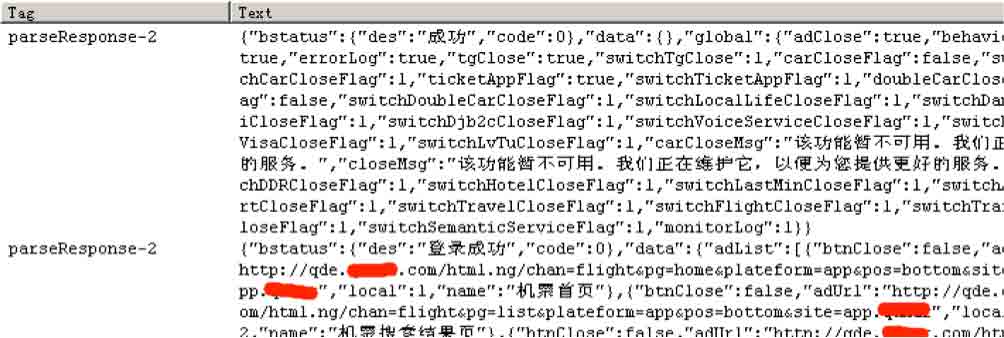 Tag Text
parseResponse-2 {"bstatus":{"des":"成功","code":0},"data":{},"global":{"adClose":true,"behavi
true,"errorLog":true,"tgClose":true,"switchTgClose":1,"carCloseFlag":false,"sw
tchCarCloseFlag":1,"ticketAppFlag":true,"switchTicketAppFlag":1,"doubleCarClos
ag":false,"switchDoubleCarCloseFlag":1,"switchLocalLifeCloseFlag":1,"switchDa
iCloseFlag":1,"switchDjb2cCloseFlag":1,"switchVoiceServiceCloseFlag":1,"switch
VisaCloseFlag":1,"switchLvTuCloseFlag":1,"carCloseMsg":"该功能暂不可用。我们正
的服务。","closeMsg":"该功能暂不可用。我们正在维护它，以便为您提供更好的服务。
chDDRCloseFlag":1,"switchHotelCloseFlag":1,"switchLastMinCloseFlag":1,"switch
rtCloseFlag":1,"switchTravelCloseFlag":1,"switchFlightCloseFlag":1,"switchTra
loseFlag":1,"switchSemanticServiceFlag":1,"monitorLog":1}}
parseResponse-2 {"bstatus":{"des":"登录成功","code":0},"data":{"adList":[{"btnClose":false,"a
http://qde. .com/html.ng/chan=flight&pg=home&plateform=app&pos=bottom&sit
pp. ","local":1,"name":"机票首页"},{"btnClose":false,"adUrl":"http://qde.
om/html.ng/chan=flight&pg=list&plateform=app&pos=bottom&site=app. ","loca
2,"name":"机票搜索结果页"},{"btnClose":false,"adUrl":"http://qde. .com/htm